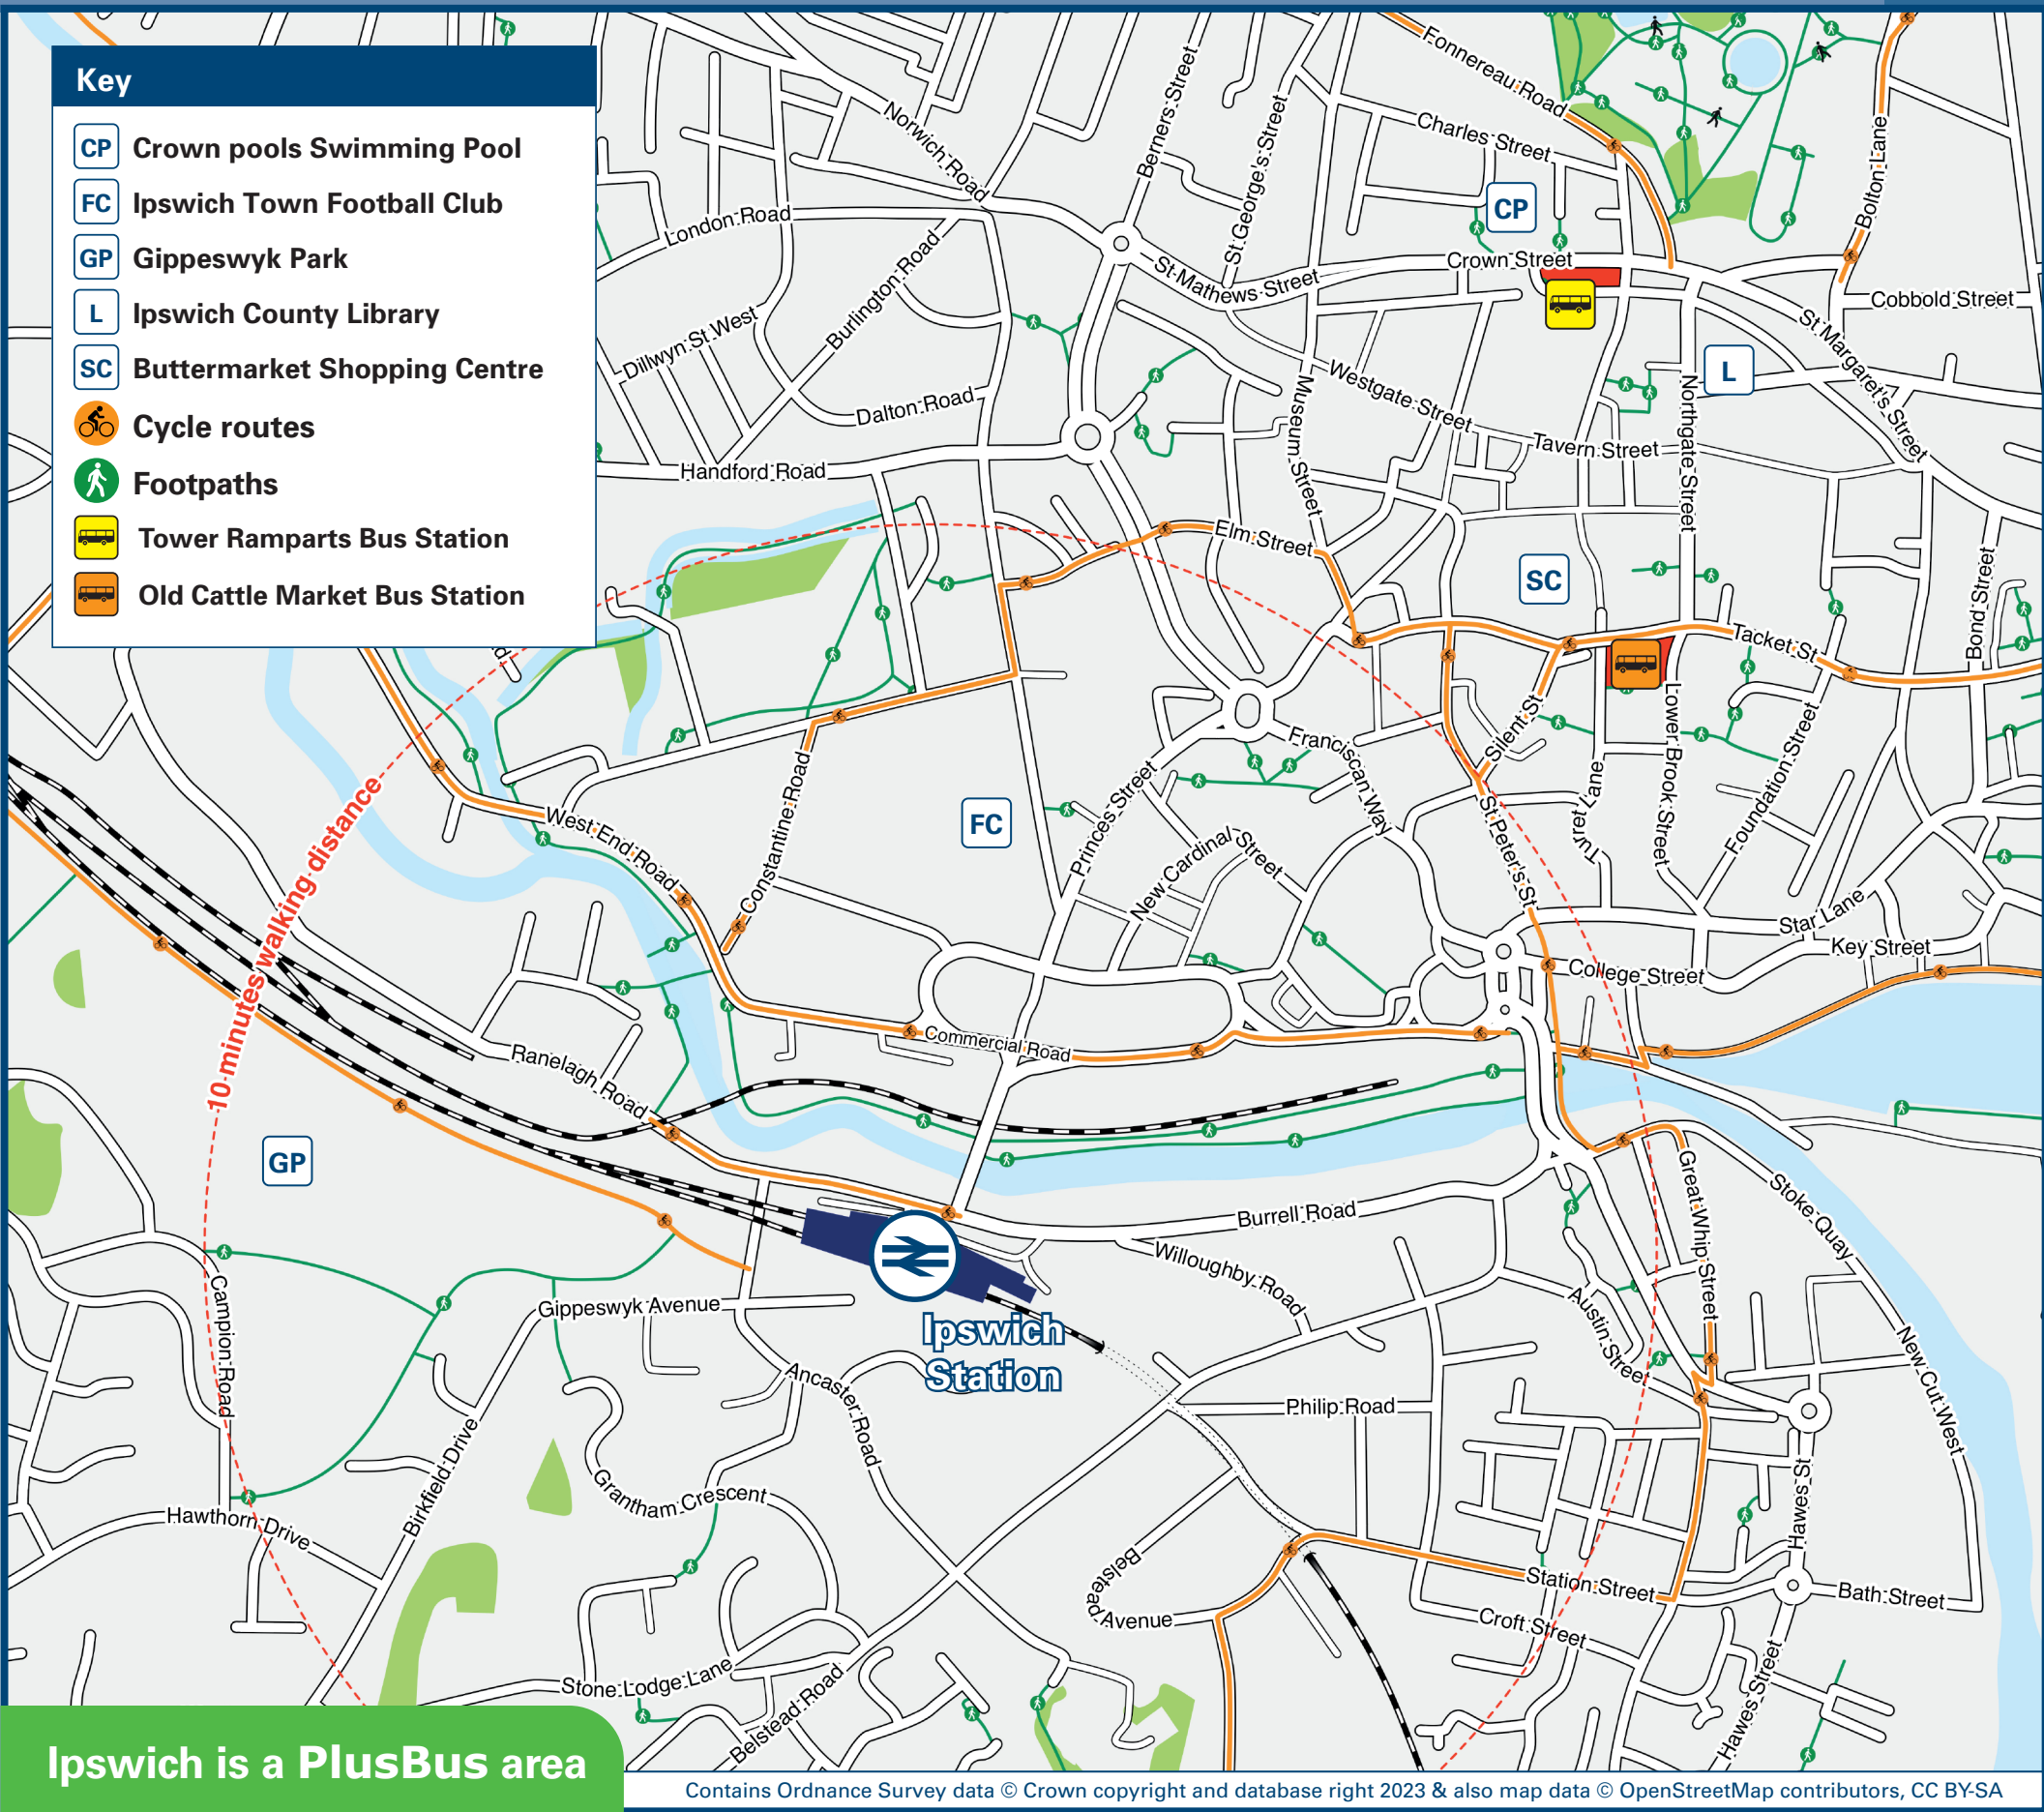 Key
CP Crown pools Swimming Pool
FC Ipswich Town Football Club
GP Gippeswyk Park
L Ipswich County Library
SC Buttermarket Shopping Centre
Cycle routes
Footpaths
Tower Ramparts Bus Station
Old Cattle Market Bus Station
Fonnereau Road
Charles Street
Bolton Lane
Berners Street
St George's Street
Norwich Road
CP
London Road
Burlington Road
St Mathews Street
Crown Street
Cobbold Street
St Margaret's Street
L
Dillwyn St West
Dalton Road
Museum Street
Westgate Street
Tavern Street
Northgate Street
Handford Road
Elm Street
SC
Bond Street
Tacket St
d
Silent St
Lower Brook Street
Foundation Street
Turret Lane
Franciscan Way
Princes Street
St Peter's St
Constantine Road
FC
West End Road
New Cardinal Street
Star Lane
Key Street
College Street
10 minutes walking distance
Commercial Road
Ranelagh Road
GP
Burrell Road
Great Whip Street
Stoke Quay
Willoughby Road
Campion Road
Gippeswyk Avenue
Ipswich
Station
Austin Street
New Cut West
Ancaster Road
Philip Road
Birkfield Drive
Grantham Crescent
Hawthorn Drive
Hawes St
Belstead
Avenue
Station Street
Bath Street
Croft Street
Stone Lodge Lane
Belstead Road
Hawes Street
Ipswich is a PlusBus area
Contains Ordnance Survey data © Crown copyright and database right 2023 & also map data © OpenStreetMap contributors, CC BY-SA